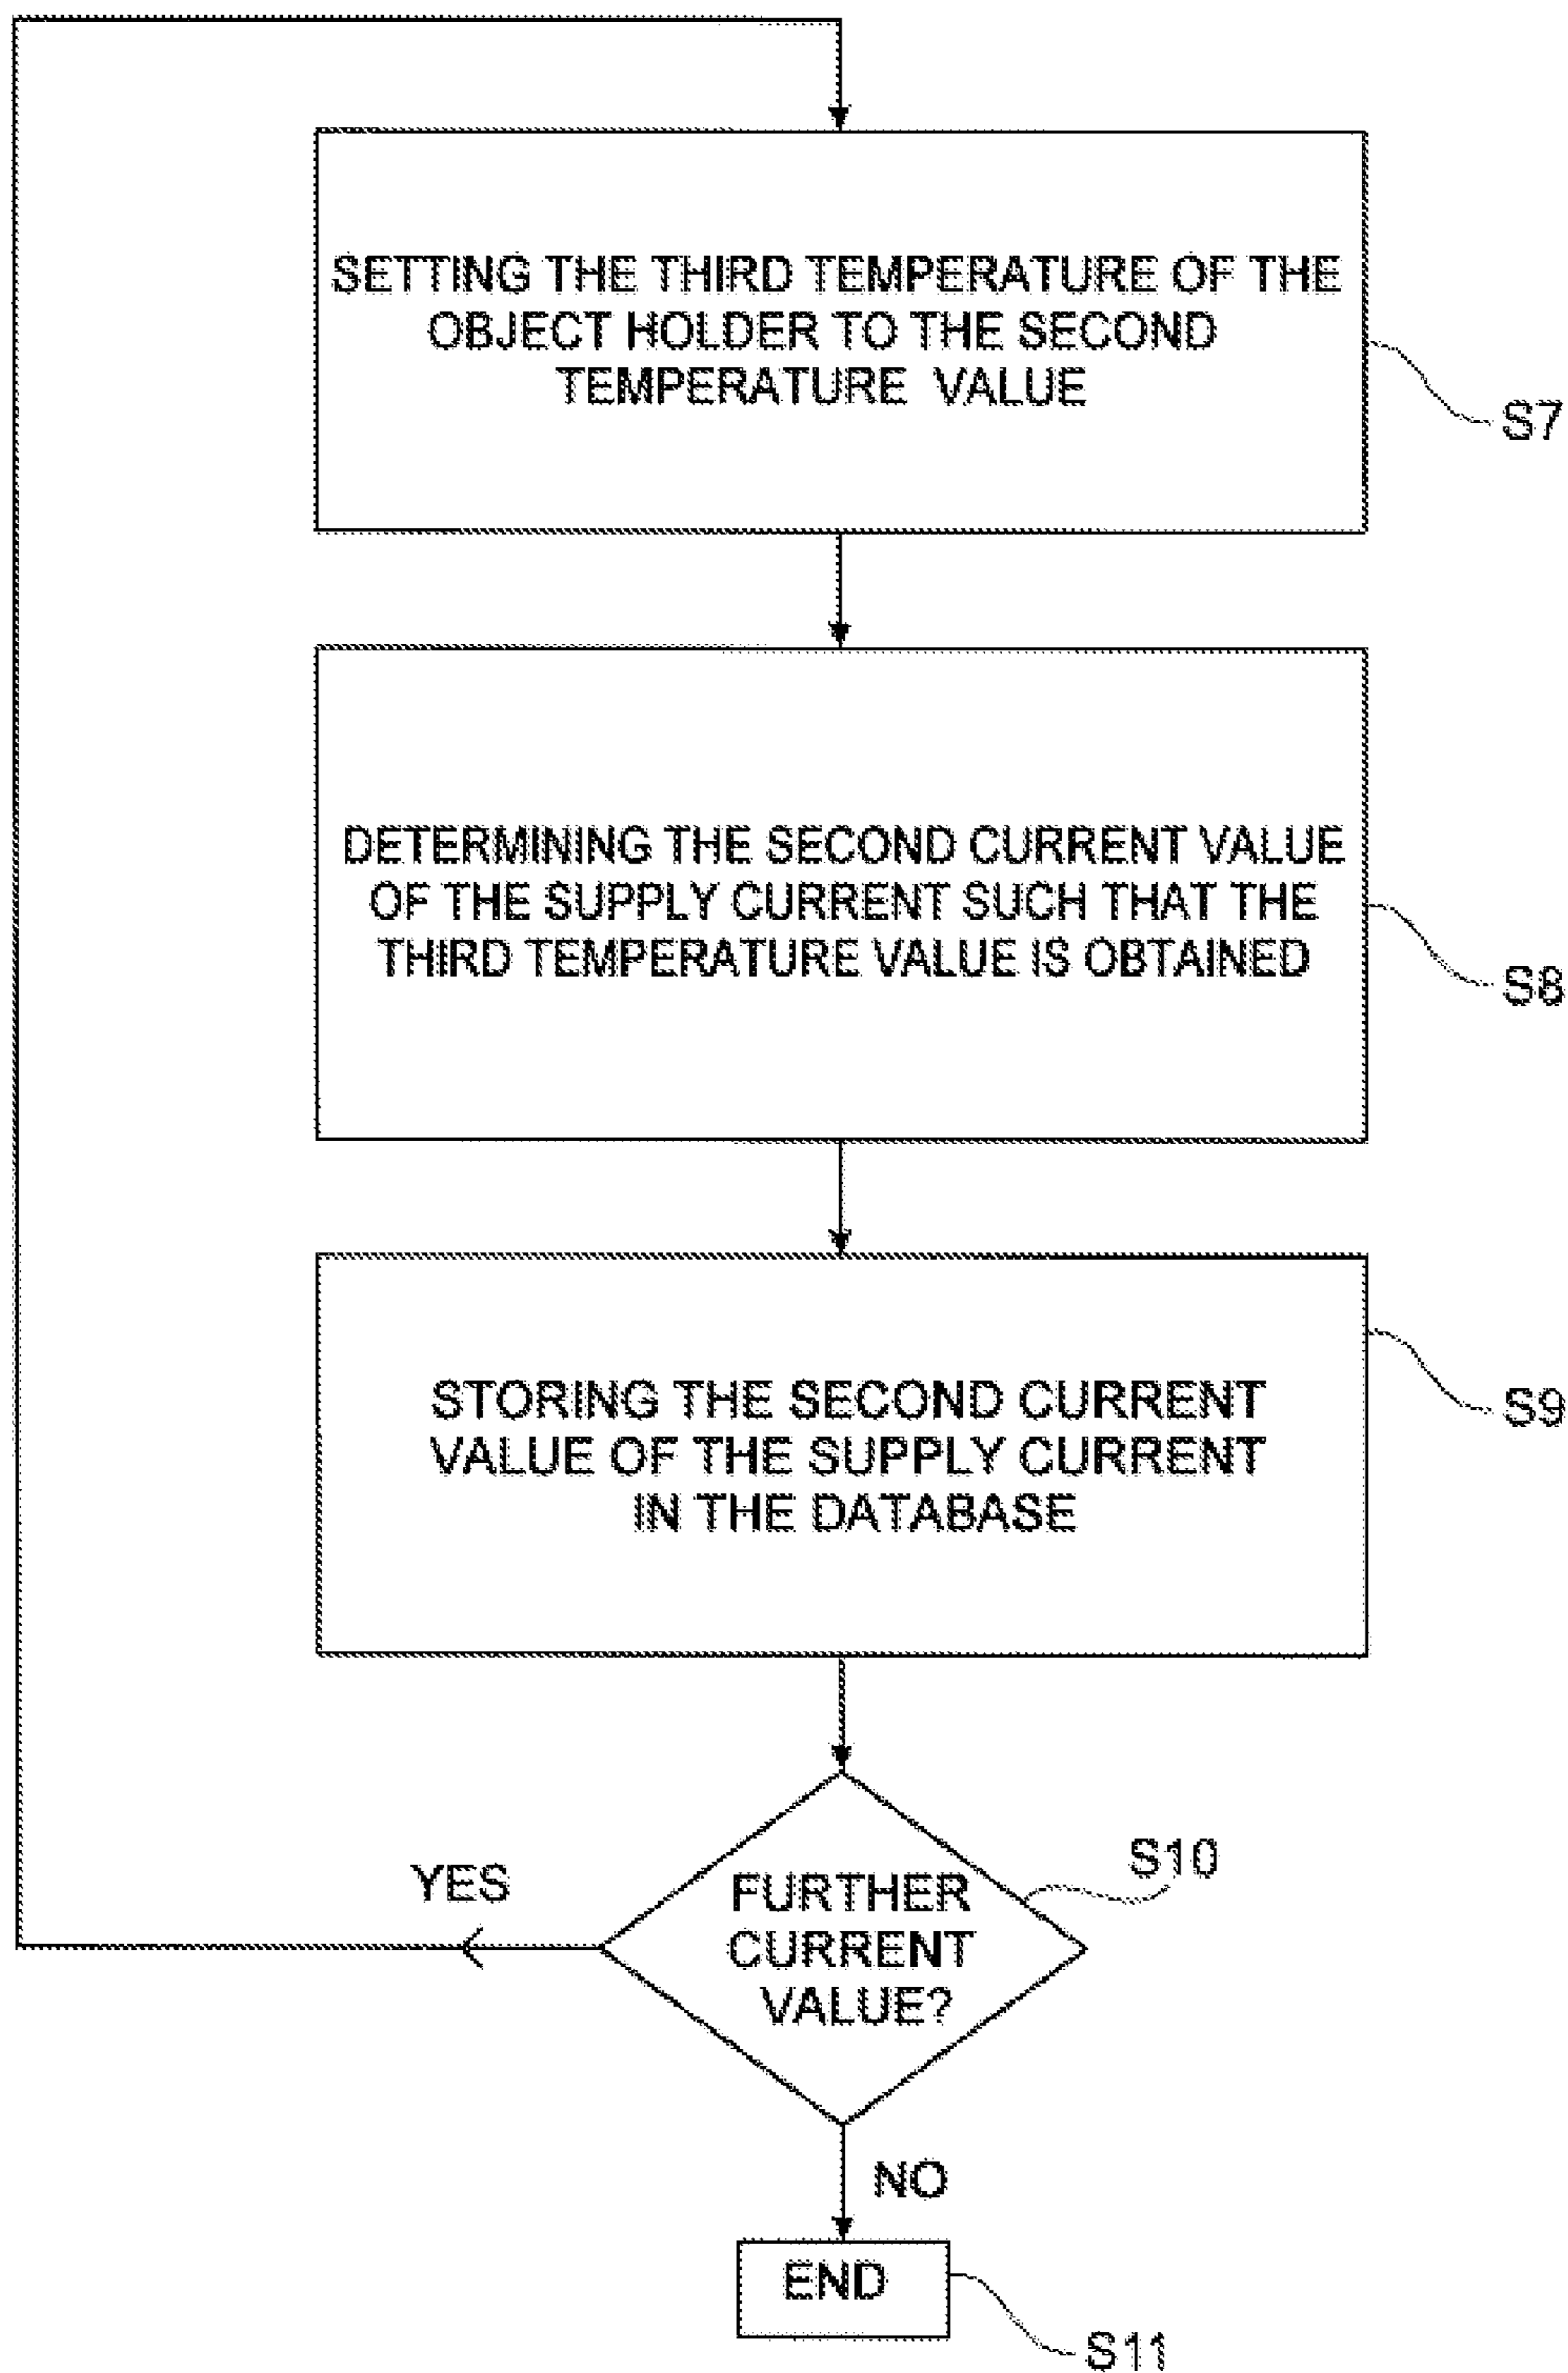 SETTING THE THIRD TEMPERATURE OF THE
OBJECT HOLDER TO THE SECOND
TEMPERATURE VALUE
S7
DETERMINING THE SECOND CURRENT VALUE
OF THE SUPPLY CURRENT SUCH THAT THE
THIRD TEMPERATURE VALUE IS OBTAINED
S8
STORING THE SECOND CURRENT
VALUE OF THE SUPPLY CURRENT
IN THE DATABASE
S9
S10
YES
FURTHER
CURRENT
VALUE?
NO
END
S11